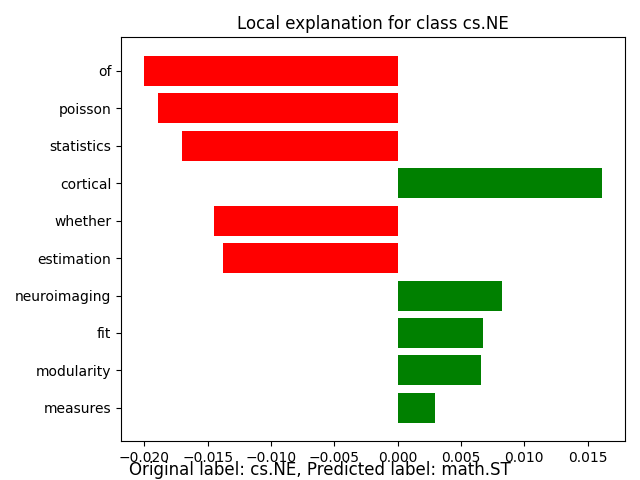 Local explanation for class cs.NE
of
poisson
statistics
cortical
whether
estimation
neuroimaging
fit
modularity
measures
−0.020 −0.015 −0.010 −0.005 0.000 0.005 0.010 0.015
Original label: cs.NE, Predicted label: math.ST